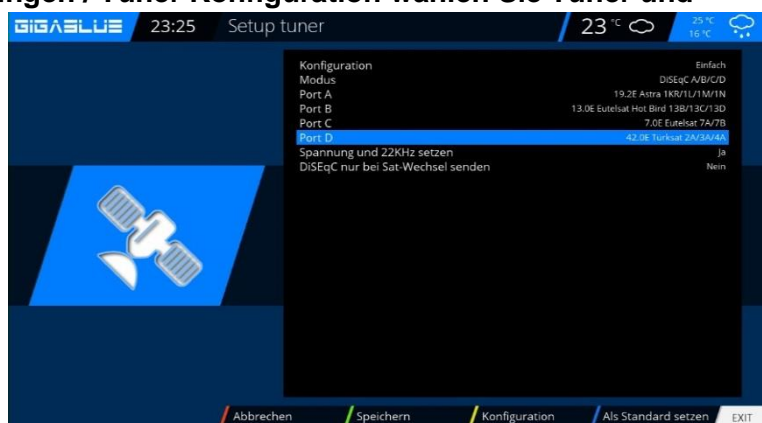 ngen / Tuner Konfiguration wählen Sie Tuner und
GIGABLUE 23:25 Setup tuner 23 °C 25 °C
16 °C
Konfiguration Einfach
Modus DiSEqC A/B/C/D
Port A 19.2E Astra 1KR/1L/1M/1N
Port B 13.0E Eutelsat Hot Bird 13B/13C/13D
Port C 7.0E Eutelsat 7A/7B
Port D 42.0E Turksat 2A/3A/4A
Spannung und 22KHz setzen Ja
DiSEqC nur bei Sat-Wechsel senden Nein
Abbrechen Speichern Konfiguration Als Standard setzen EXIT